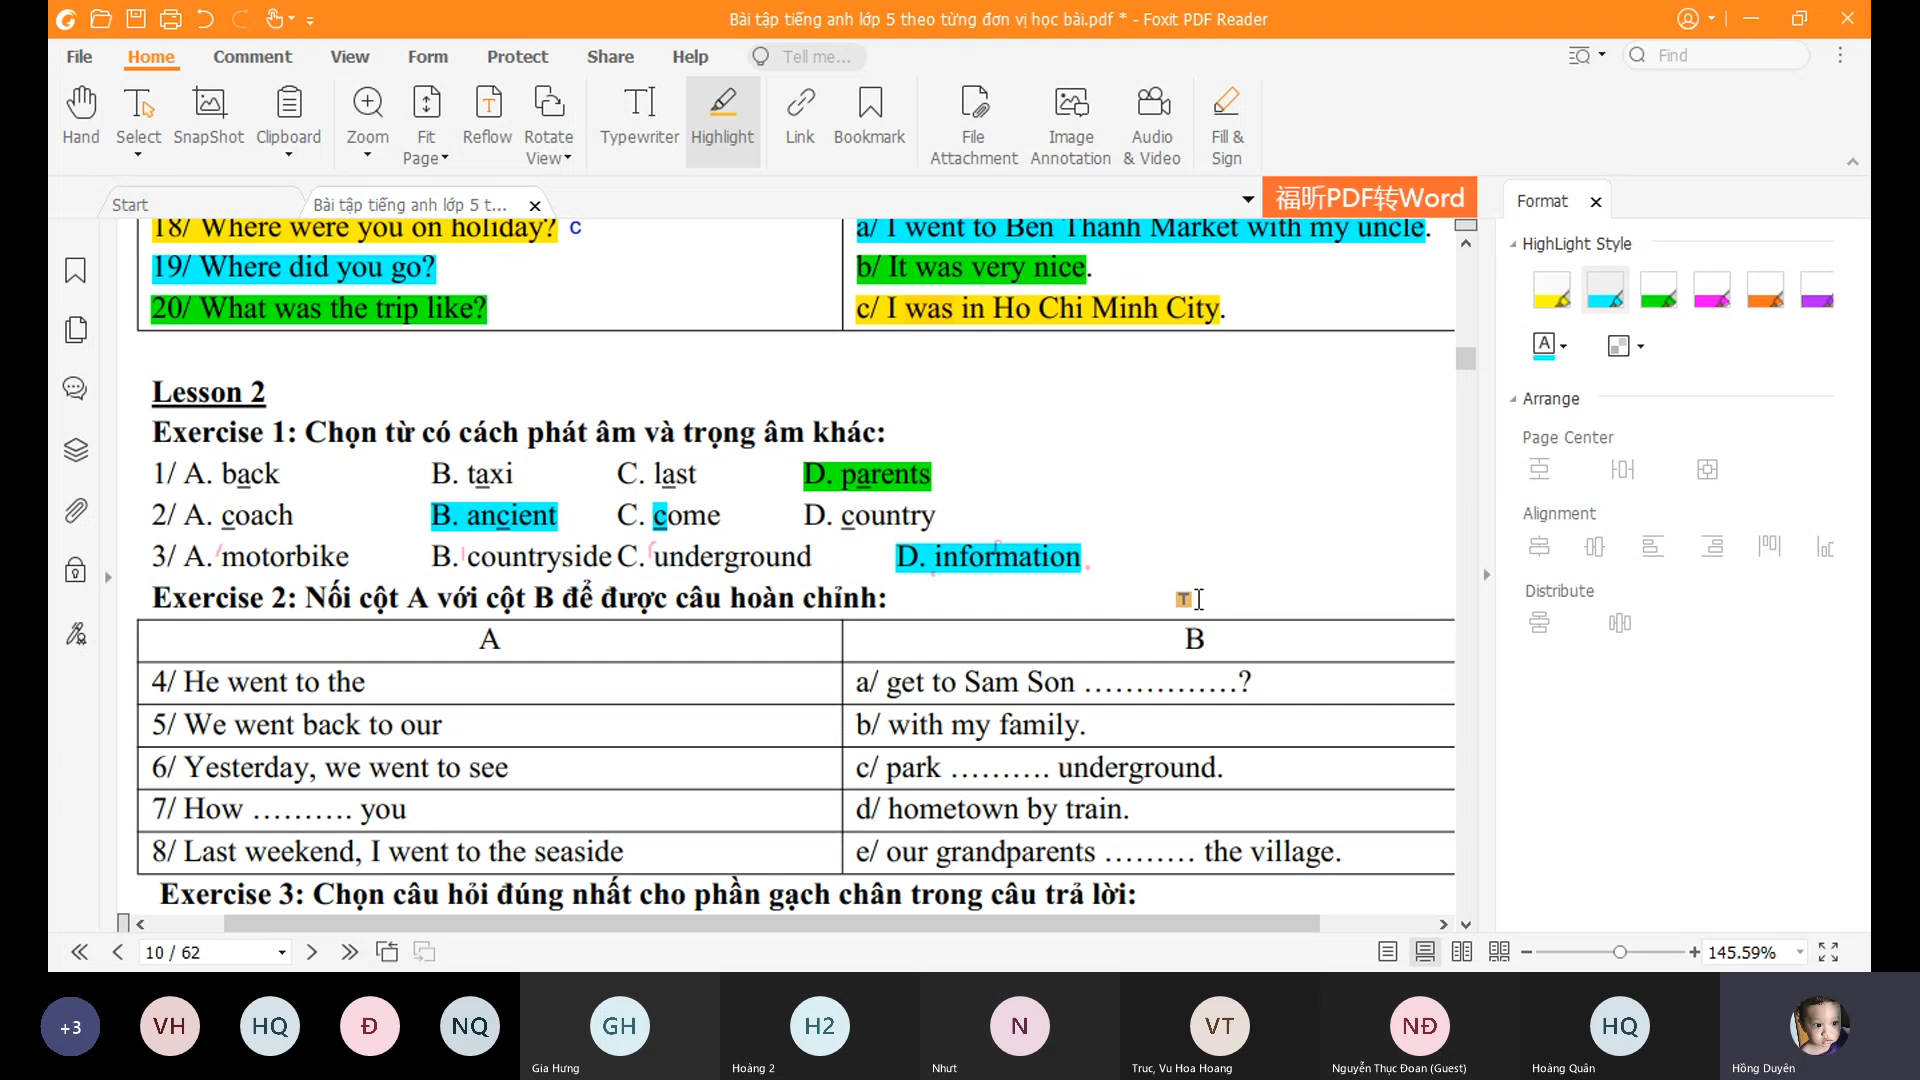 Bài tập tiếng anh lớp 5 theo từng đơn vị học bài.pdf * - Foxit PDF Reader
File Home Comment View Form Protect Share Help Tell me... Find
Hand Select SnapShot Clipboard Zoom Fit Page Reflow Rotate View Typewriter Highlight Link Bookmark File Attachment Image Annotation Audio & Video Fill & Sign
Start Bài tập tiếng anh lớp 5 t... 福昕PDF转Word Format
18/ Where were you on holiday? c a/ I went to Ben Thanh Market with my uncle.
19/ Where did you go? b/ It was very nice.
20/ What was the trip like? c/ I was in Ho Chi Minh City.
Lesson 2
Exercise 1: Chọn từ có cách phát âm và trọng âm khác:
1/ A. back B. taxi C. last D. parents
2/ A. coach B. ancient C. come D. country
3/ A. motorbike B. countryside C. underground D. information
Exercise 2: Nối cột A với cột B để được câu hoàn chỉnh:
A B
4/ He went to the a/ get to Sam Son ……………?
5/ We went back to our b/ with my family.
6/ Yesterday, we went to see c/ park ………. underground.
7/ How ………. you d/ hometown by train.
8/ Last weekend, I went to the seaside e/ our grandparents ……… the village.
Exercise 3: Chọn câu hỏi đúng nhất cho phần gạch chân trong câu trả lời:
HighLight Style
Arrange
Page Center
Alignment
Distribute
10 / 62 145.59%
+3 VH HQ Đ NQ GH H2 N VT NĐ HQ
Gia Hưng Hoàng 2 Nhưt Truc, Vu Hoa Hoang Nguyễn Thục Đoan (Guest) Hoàng Quân Hồng Duyên